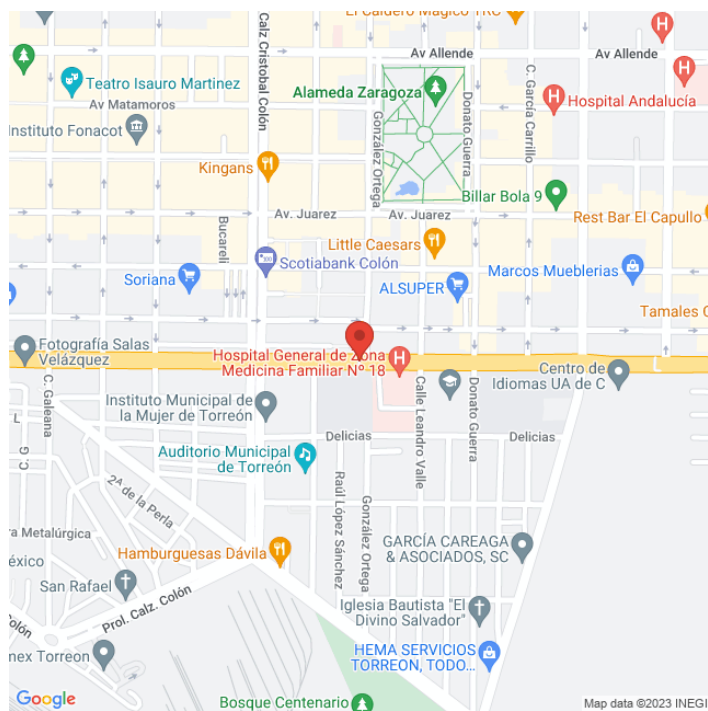 El Caldero Mágico TRC
Calz Cristobal Colón
Av Allende
Av Allende
C. García Carrillo
Teatro Isauro Martinez
Alameda Zaragoza
Hospital Andalucía
Av Matamoros
Donato Guerra
González Ortega
Instituto Fonacot
Kingans
Billar Bola 9
Av. Juarez
Av. Juarez
Rest Bar El Capullo
Bucareli
Little Caesars
Scotiabank Colón
Soriana
ALSUPER
Marcos Mueblerias
Tamales
Fotografía Salas
Velázquez
Hospital General de Zona
Medicina Familiar Nº 18
Centro de
Idiomas UA de C
C. Galeana
Calle Leandro Valle
Donato Guerra
Instituto Municipal de
la Mujer de Torreón
Delicias
Delicias
Auditorio Municipal
de Torreón
2ª de la Perla
Raúl López Sánchez
González Ortega
ra Metalúrgica
GARCÍA CAREAGA
& ASOCIADOS, SC
Hamburguesas Dávila
México
San Rafael
Prol. Calz. Colón
Colón
Iglesia Bautista "El
Divino Salvador"
mex Torreon
HEMA SERVICIOS
TORREON, TODO...
Bosque Centenario
Google
Map data ©2023 INEGI